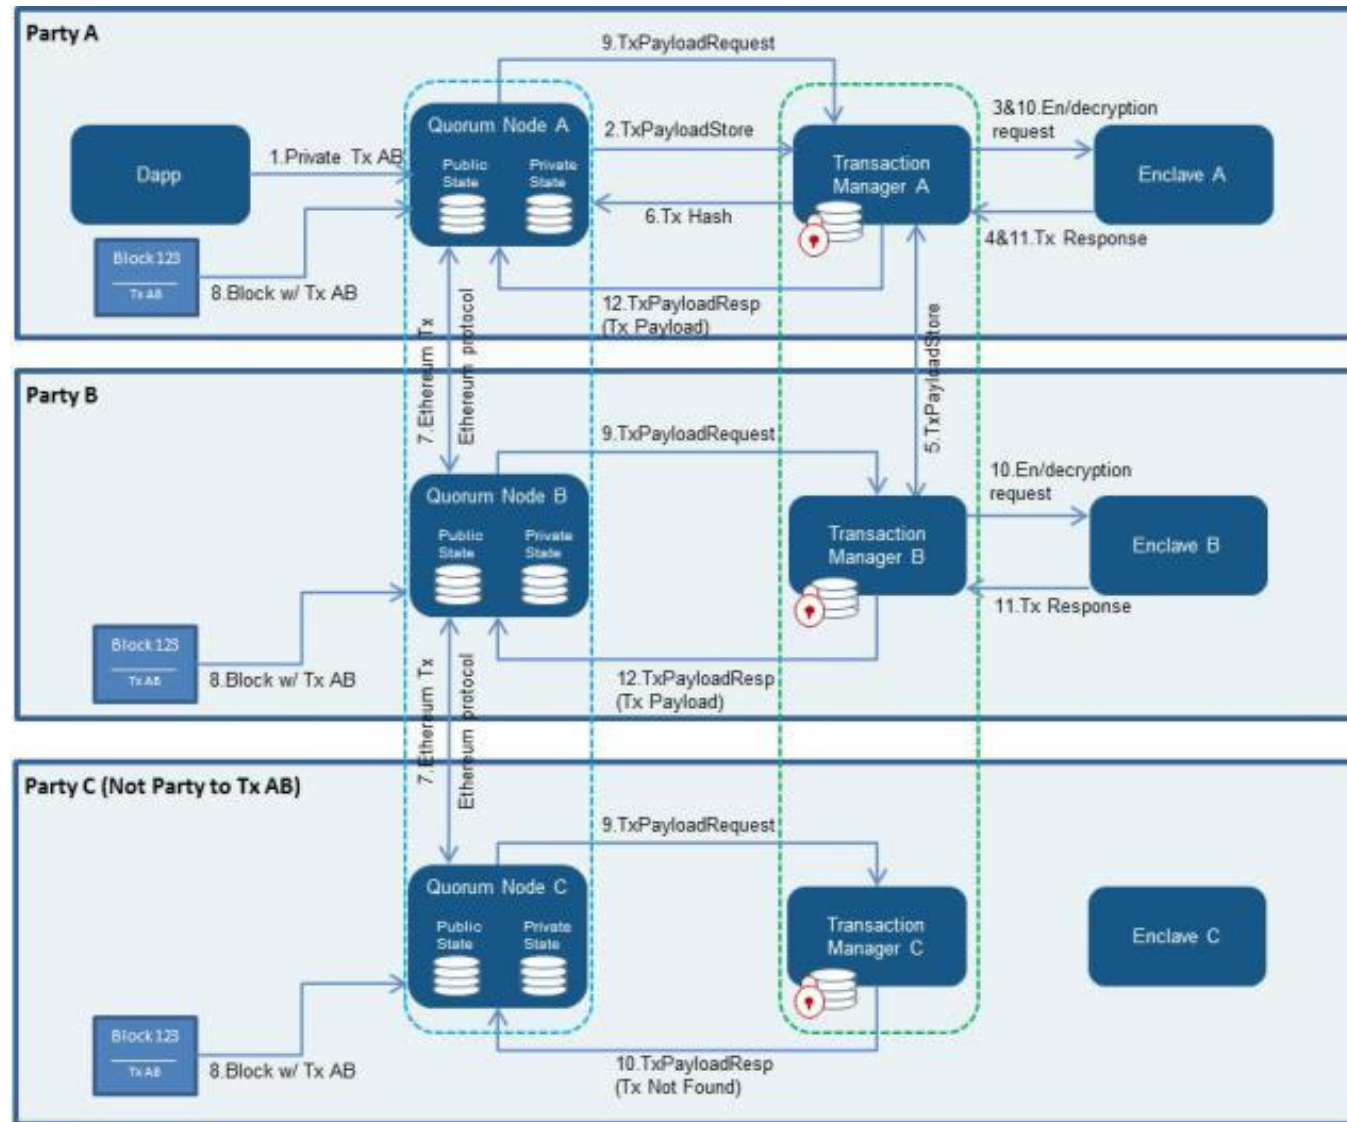 Party A
9.TxPayloadRequest
Dapp
1.Private Tx AB
Quorum Node A
Public
State
Private
State
2.TxPayloadStore
6.Tx Hash
Transaction
Manager A
3&10.En/decryption
request
Enclave A
4&11.Tx Response
Block 123
Tx AB
8.Block w/ Tx AB
12.TxPayloadResp
(Tx Payload)
7.Ethereum Tx
Ethereum protocol
5.TxPayloadStore
Party B
9.TxPayloadRequest
Quorum Node B
Public
State
Private
State
Transaction
Manager B
10.En/decryption
request
Enclave B
11.Tx Response
Block 123
Tx AB
8.Block w/ Tx AB
12.TxPayloadResp
(Tx Payload)
7.Ethereum Tx
Ethereum protocol
Party C (Not Party to Tx AB)
9.TxPayloadRequest
Quorum Node C
Public
State
Private
State
Transaction
Manager C
Enclave C
Block 123
Tx AB
8.Block w/ Tx AB
10.TxPayloadResp
(Tx Not Found)